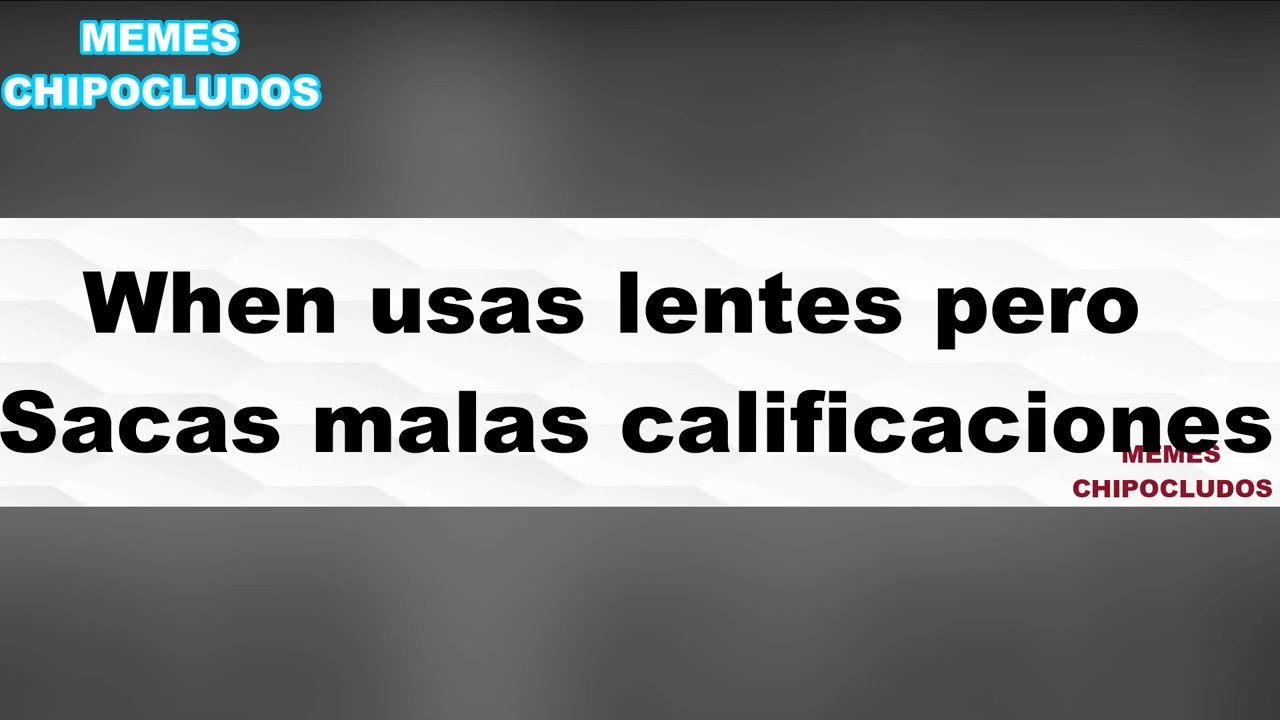 MEMES
CHIPOCLUDOS
When usas lentes pero
Sacas malas calificaciones
MEMES
CHIPOCLUDOS